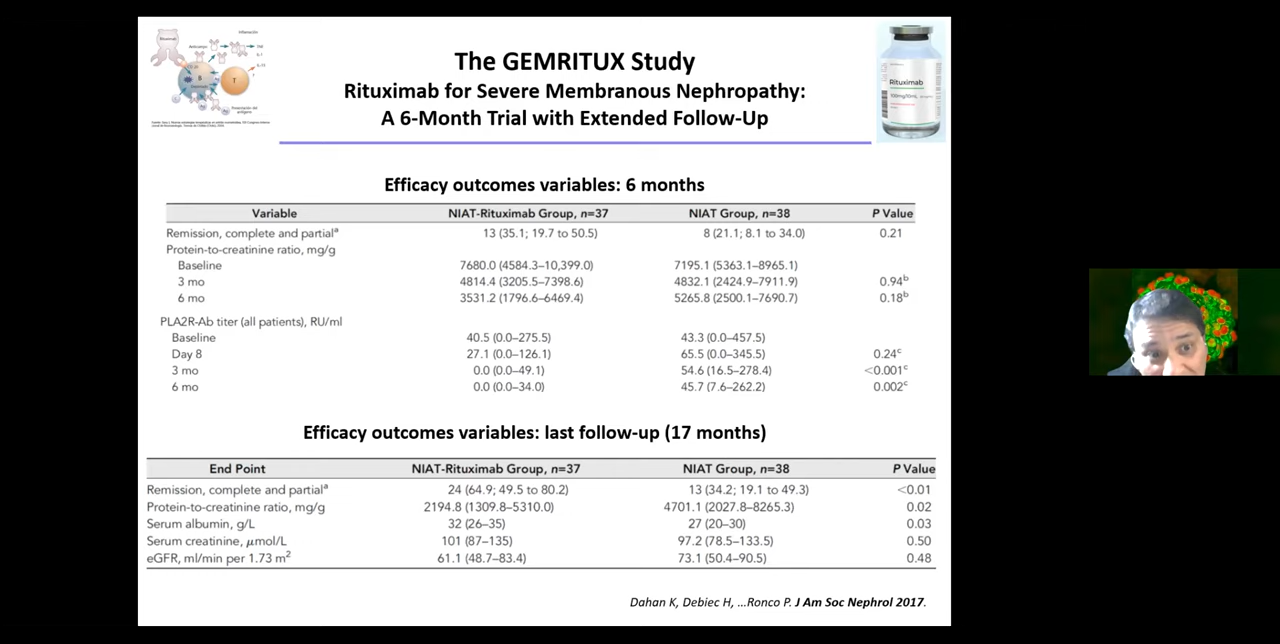 Rituximab
The GEMRITUX Study
Rituximab for Severe Membranous Nephropathy:
A 6-Month Trial with Extended Follow-Up
Rituximab
Efficacy outcomes variables: 6 months
Variable NIAT-Rituximab Group, n=37 NIAT Group, n=38 P Value
Remission, complete and partialᵃ 13 (35.1; 19.7 to 50.5) 8 (21.1; 8.1 to 34.0) 0.21
Protein-to-creatinine ratio, mg/g
Baseline 7680.0 (4584.3–10,399.0) 7195.1 (5363.1–8965.1)
3 mo 4814.4 (3205.5–7398.6) 4832.1 (2424.9–7911.9) 0.94ᵇ
6 mo 3531.2 (1796.6–6469.4) 5265.8 (2500.1–7690.7) 0.18ᵇ
PLA2R-Ab titer (all patients), RU/ml
Baseline 40.5 (0.0–275.5) 43.3 (0.0–457.5)
Day 8 27.1 (0.0–126.1) 65.5 (0.0–345.5) 0.24ᶜ
3 mo 0.0 (0.0–49.1) 54.6 (16.5–278.4) <0.001ᶜ
6 mo 0.0 (0.0–34.0) 45.7 (7.6–262.2) 0.002ᶜ
Efficacy outcomes variables: last follow-up (17 months)
End Point NIAT-Rituximab Group, n=37 NIAT Group, n=38 P Value
Remission, complete and partialᵃ 24 (64.9; 49.5 to 80.2) 13 (34.2; 19.1 to 49.3) <0.01
Protein-to-creatinine ratio, mg/g 2194.8 (1309.8–5310.0) 4701.1 (2027.8–8265.3) 0.02
Serum albumin, g/L 32 (26–35) 27 (20–30) 0.03
Serum creatinine, μmol/L 101 (87–135) 97.2 (78.5–133.5) 0.50
eGFR, ml/min per 1.73 m² 61.1 (48.7–83.4) 73.1 (50.4–90.5) 0.48
Dahan K, Debiec H, ...Ronco P. J Am Soc Nephrol 2017.